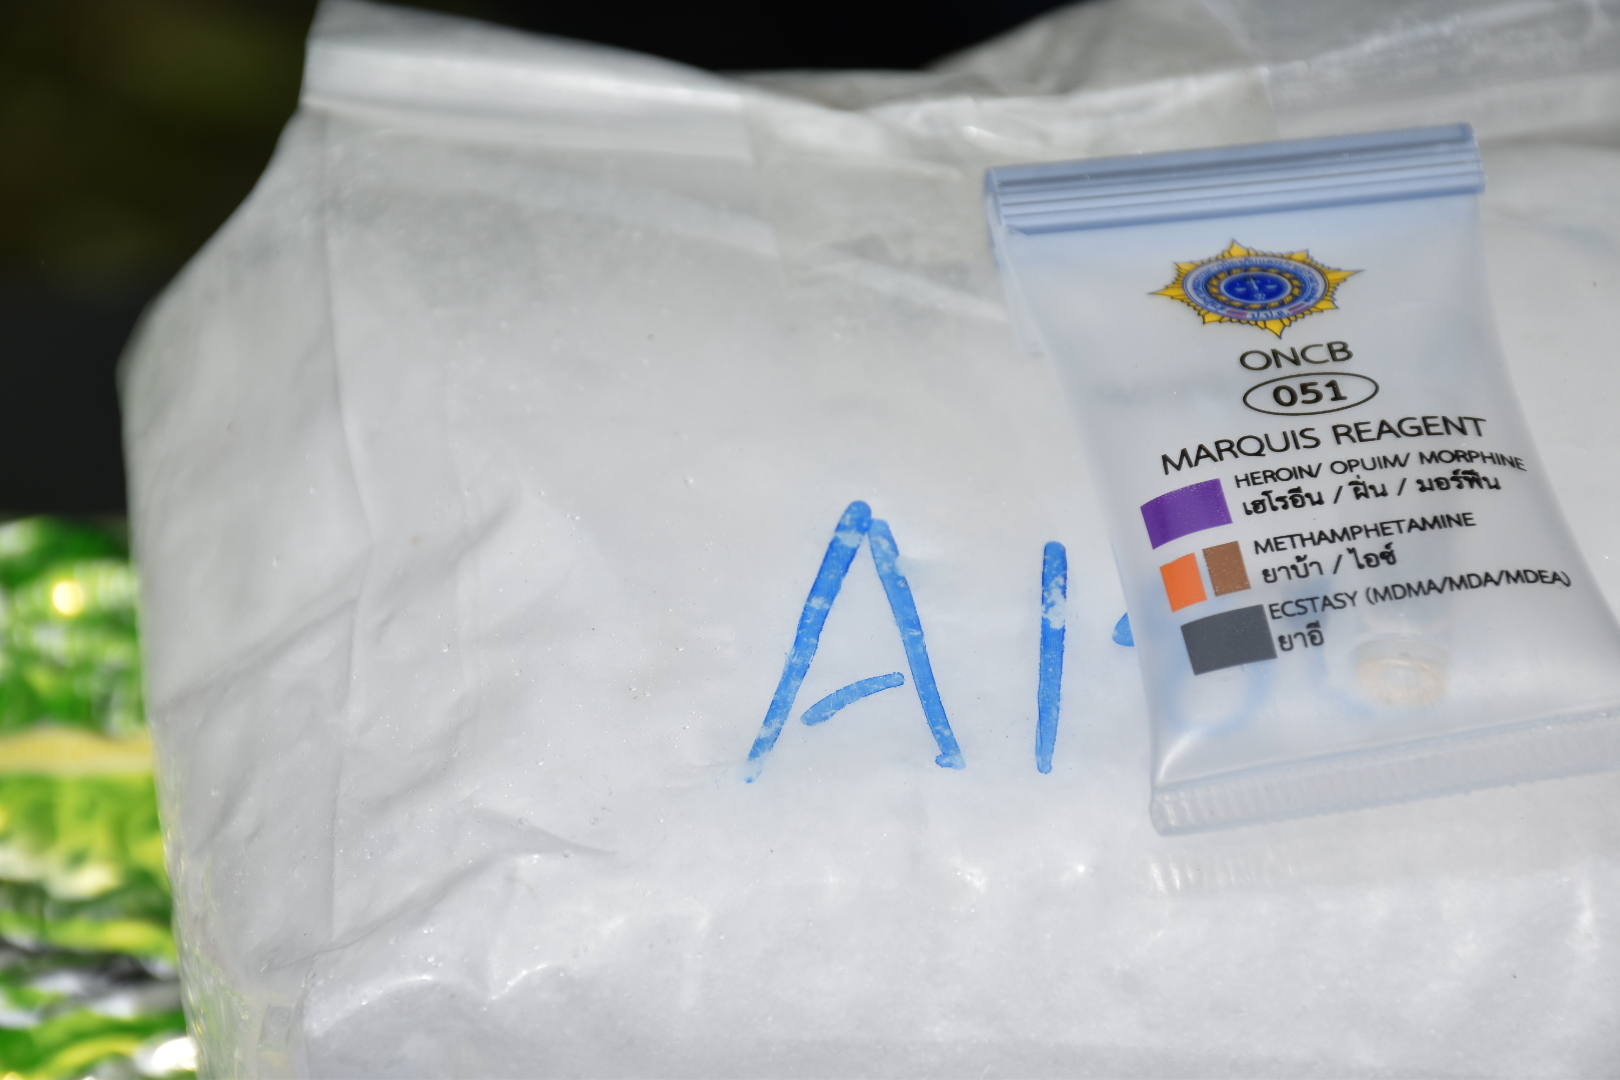 ONCB
051
MARQUIS REAGENT
HEROIN/ OPUIM/ MORPHINE
เฮโรอีน / ฝิ่น / มอร์ฟีน
METHAMPHETAMINE
ยาบ้า / ไอซ์
ECSTASY (MDMA/MDA/MDEA)
ยาอี
A1